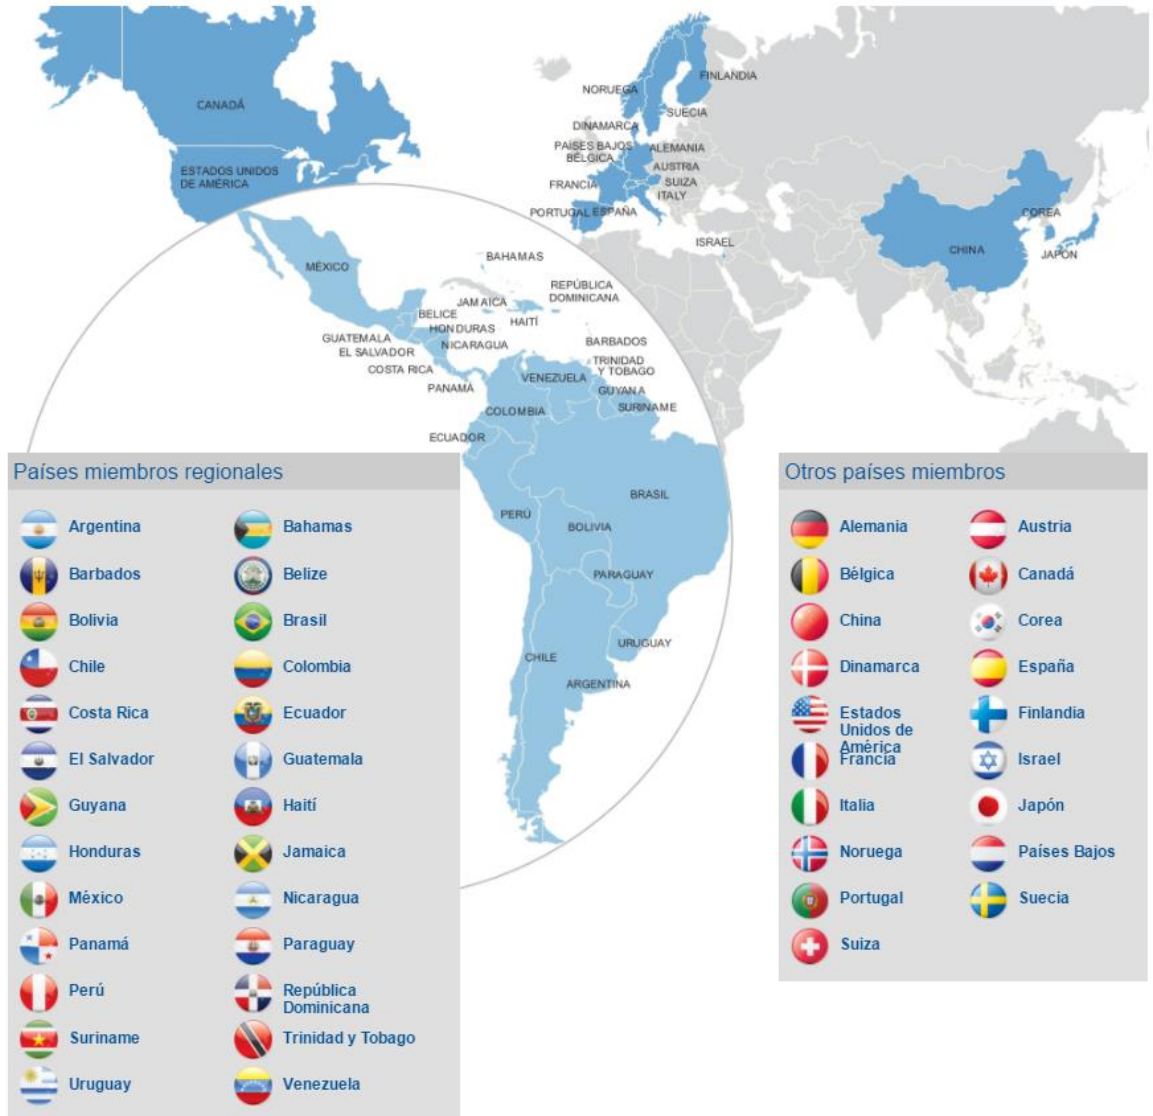 CANADÁ
ESTADOS UNIDOS
DE AMÉRICA
NORUEGA
FINLANDIA
SUECIA
DINAMARCA
PAÍSES BAJOS
BÉLGICA
ALEMANIA
AUSTRIA
FRANCIA
SUIZA
ITALY
PORTUGAL
ESPAÑA
ISRAEL
CHINA
COREA
JAPÓN
MÉXICO
BAHAMAS
REPÚBLICA
DOMINICANA
JAMAICA
BELICE
HAITÍ
HONDURAS
GUATEMALA
NICARAGUA
EL SALVADOR
BARBADOS
COSTA RICA
TRINIDAD
Y TOBAGO
PANAMÁ
VENEZUELA
GUYANA
COLOMBIA
SURINAME
ECUADOR
BRASIL
PERÚ
BOLIVIA
PARAGUAY
URUGUAY
CHILE
ARGENTINA
Países miembros regionales
Argentina
Bahamas
Barbados
Belize
Bolivia
Brasil
Chile
Colombia
Costa Rica
Ecuador
El Salvador
Guatemala
Guyana
Haití
Honduras
Jamaica
México
Nicaragua
Panamá
Paraguay
Perú
República
Dominicana
Suriname
Trinidad y Tobago
Uruguay
Venezuela
Otros países miembros
Alemania
Austria
Bélgica
Canadá
China
Corea
Dinamarca
España
Estados
Unidos de
América
Finlandia
Francia
Israel
Italia
Japón
Noruega
Países Bajos
Portugal
Suecia
Suiza